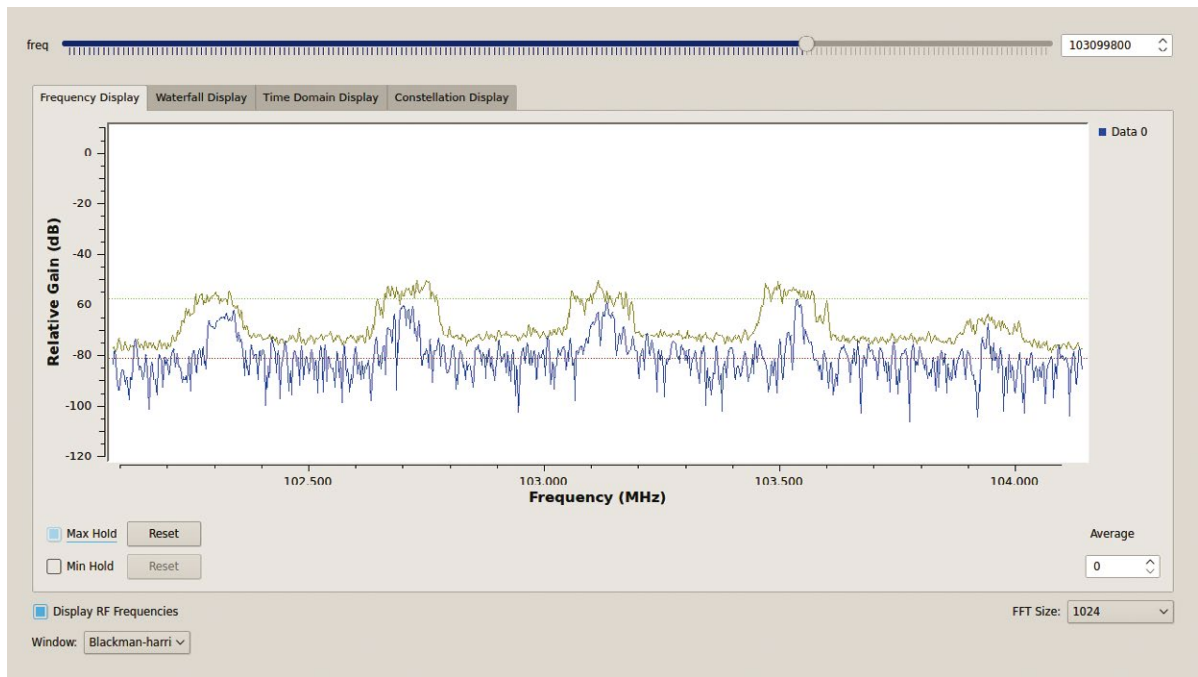 freq 103099800
Frequency Display Waterfall Display Time Domain Display Constellation Display
Data 0
0
-20
-40
60
-80
-100
-120
Relative Gain (dB)
102.500 103.000 103.500 104.000
Frequency (MHz)
Max Hold Reset
Average
Min Hold Reset
0
Display RF Frequencies
FFT Size: 1024
Window: Blackman-harri